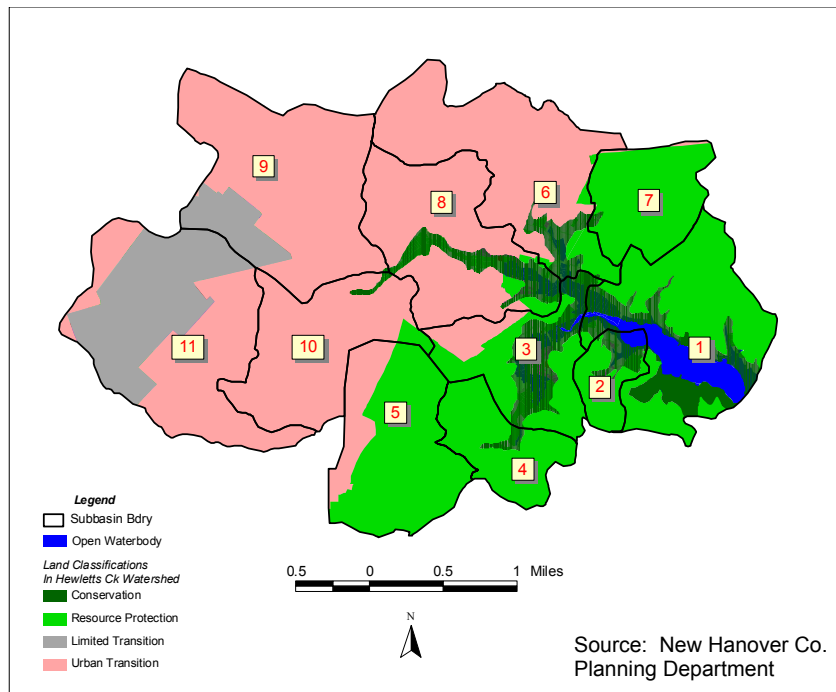 9
8
6
7
11
10
3
1
2
5
4
Legend
Subbasin Bdry
Open Waterbody
Land Classifications
In Hewletts Ck Watershed
Conservation
Resource Protection
Limited Transition
Urban Transition
0.5 0 0.5 1 Miles
N
Source: New Hanover Co.
Planning Department